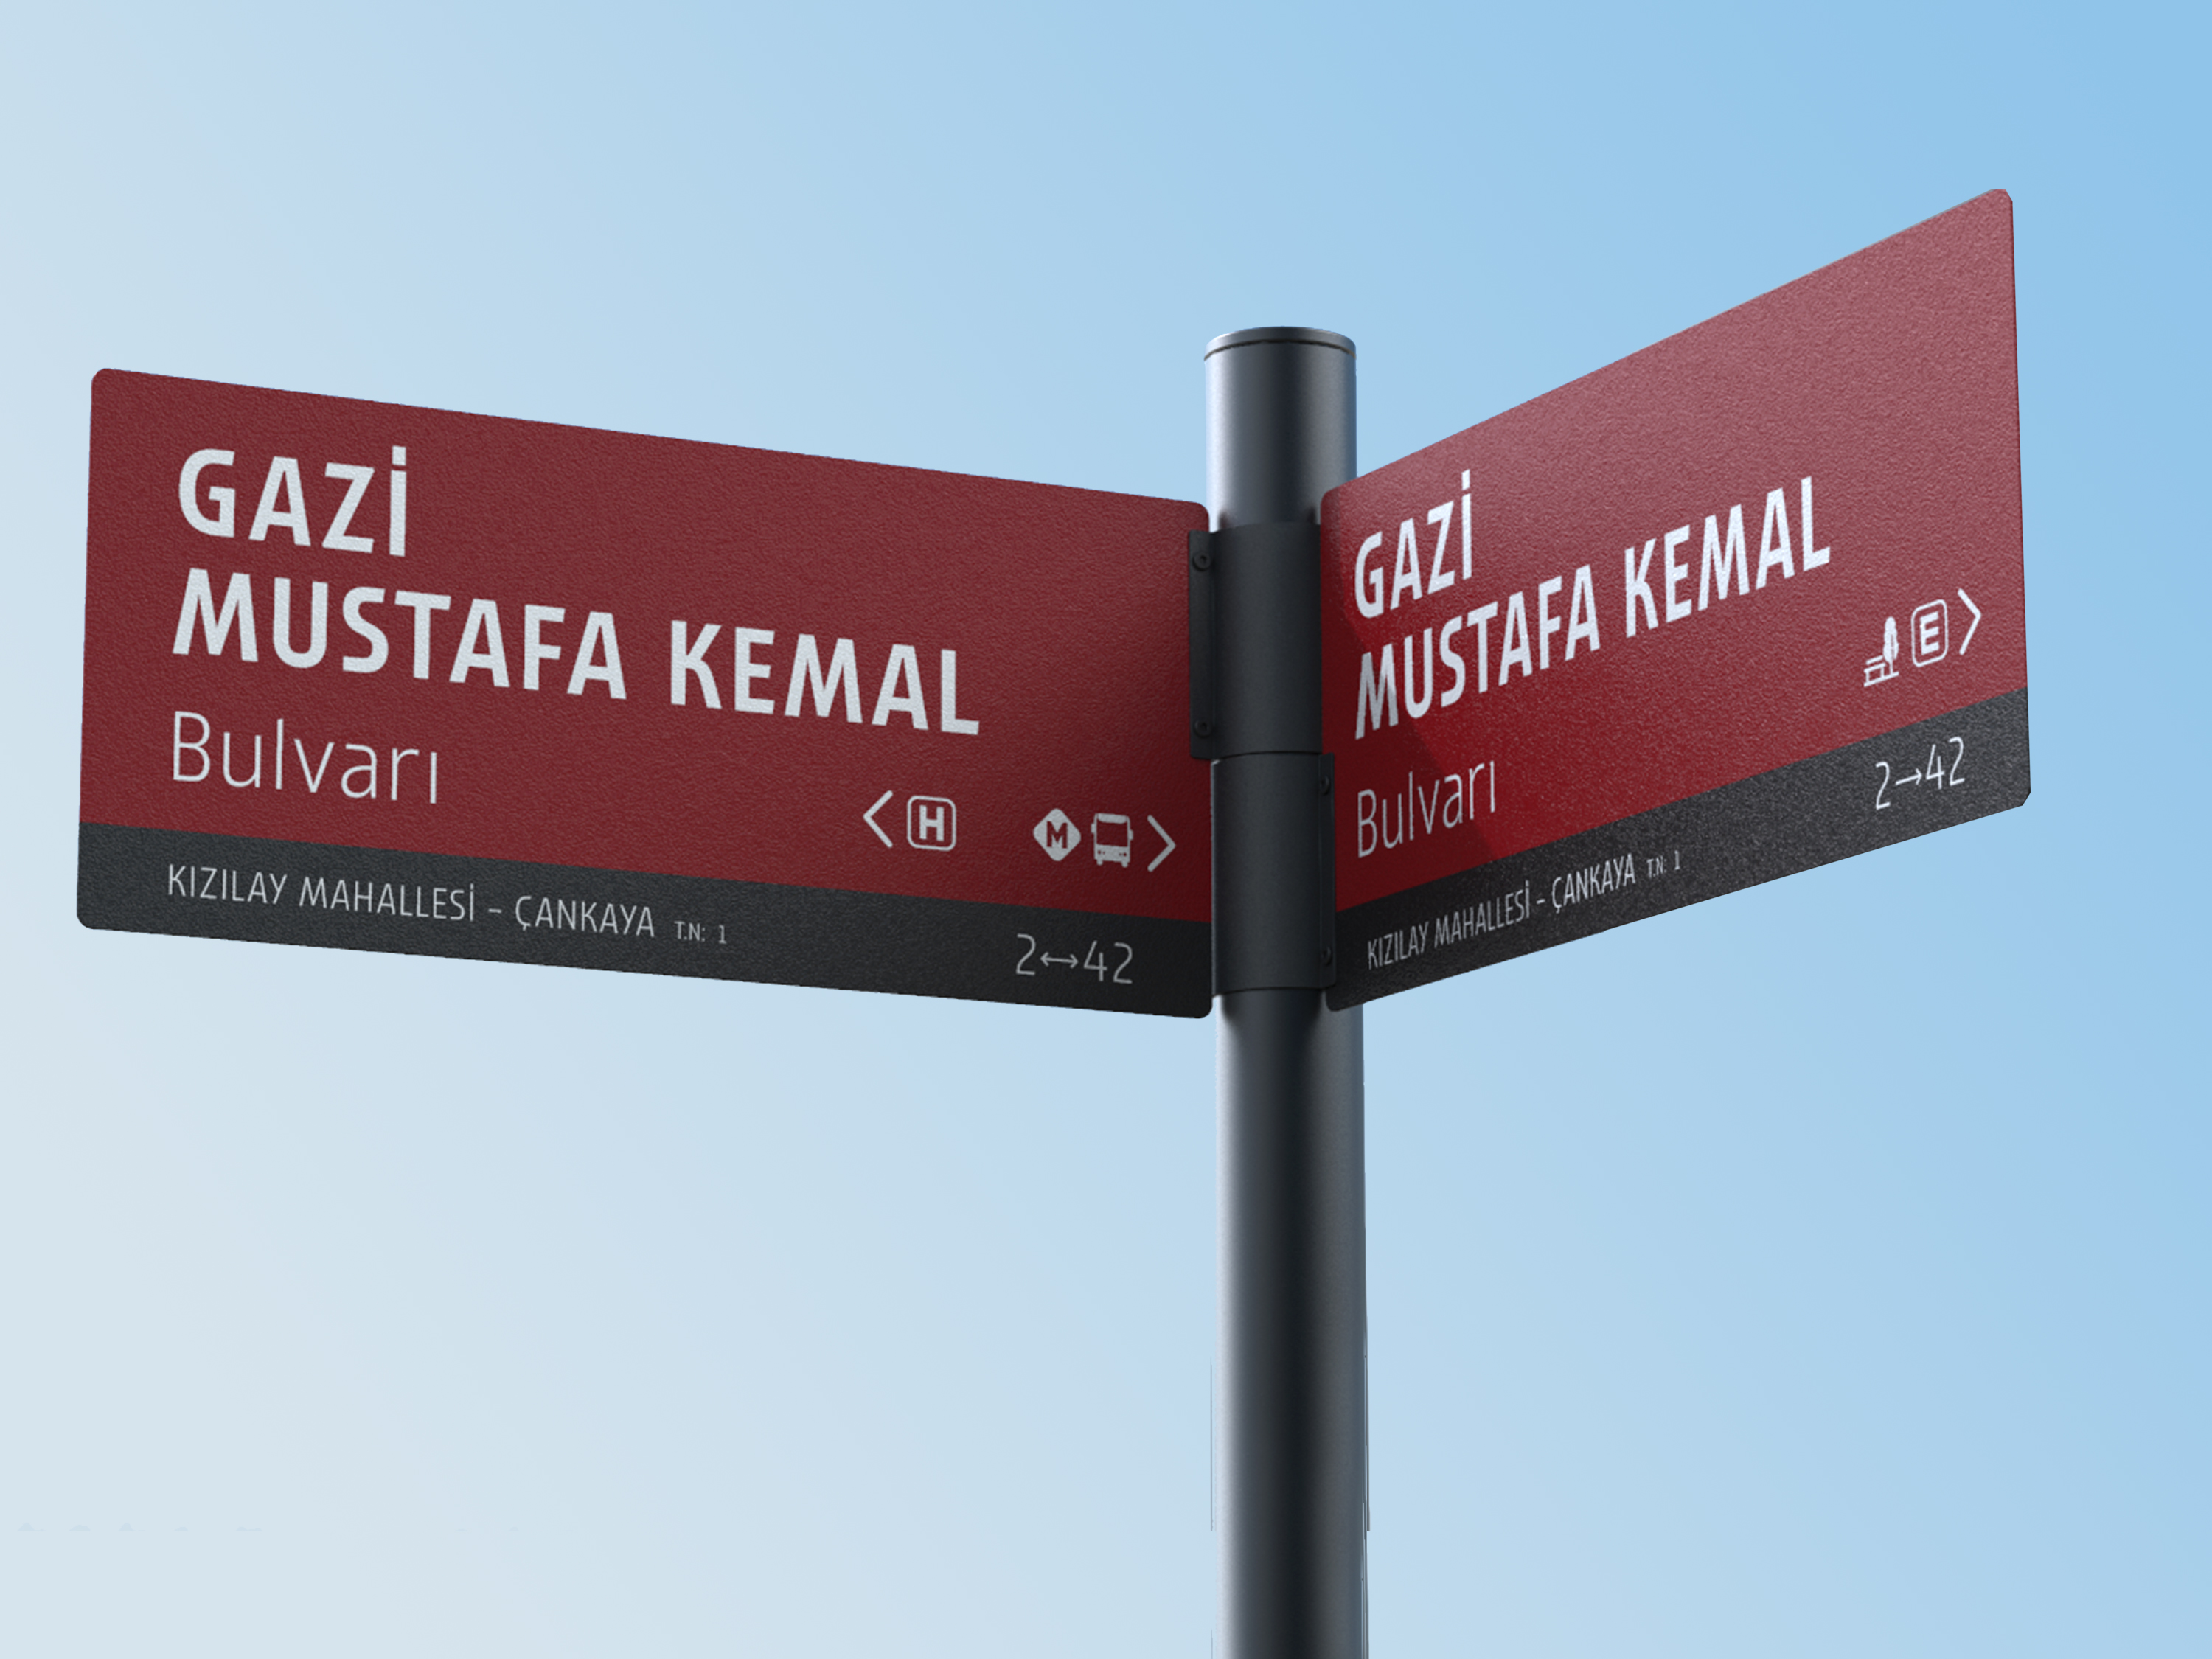 GAZİ
MUSTAFA KEMAL
Bulvarı
< H M >
KIZILAY MAHALLESİ - ÇANKAYA T.N: 1
2↔42
GAZİ
MUSTAFA KEMAL
Bulvarı
E >
KIZILAY MAHALLESİ - ÇANKAYA T.N: 1
2→42